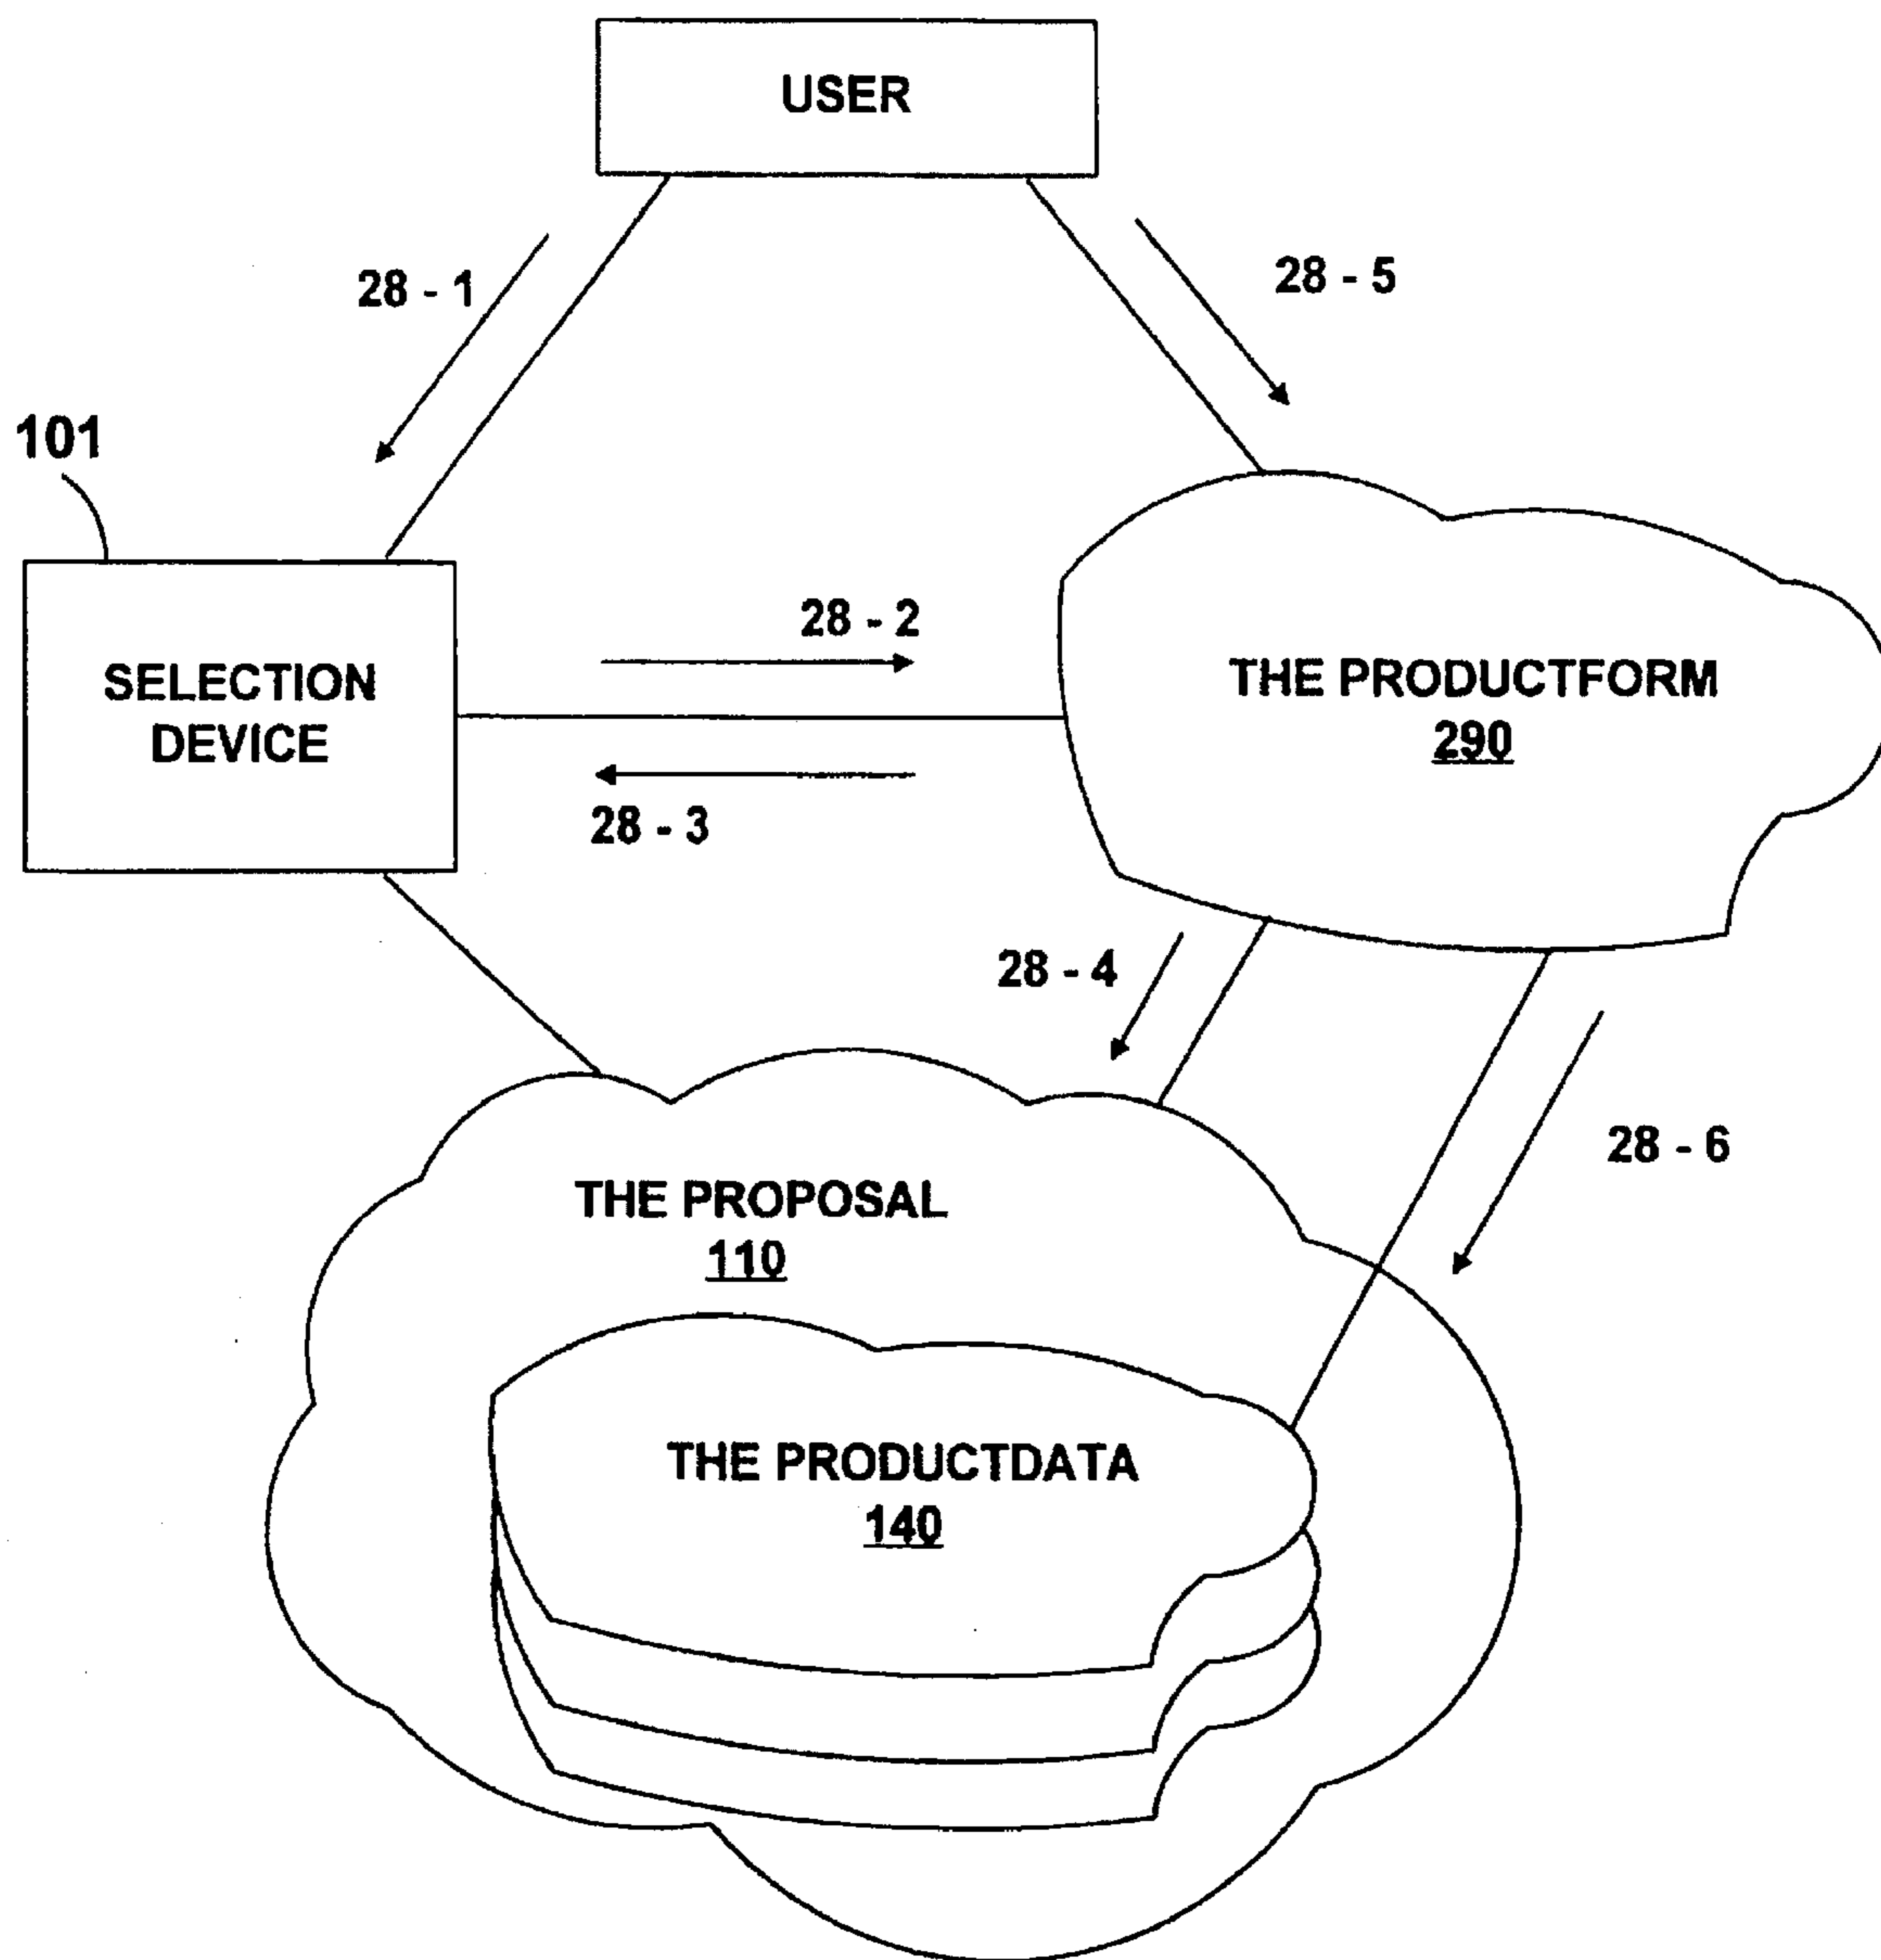 USER
28 - 1
28 - 5
101
28 - 2
SELECTION
DEVICE
THE PRODUCTFORM
290
28 - 3
28 - 4
28 - 6
THE PROPOSAL
110
THE PRODUCTDATA
140